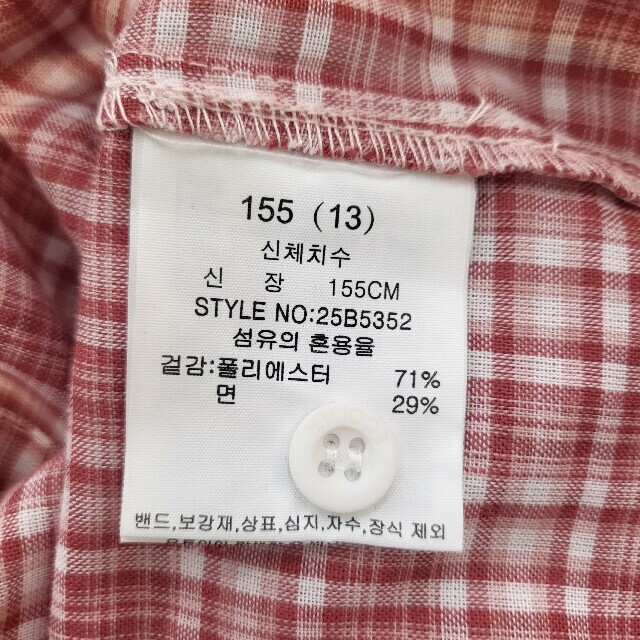 155 (13)
신체치수
신 장 155CM
STYLE NO:25B5352
섬유의 혼용율
겉감:폴리에스터 71%
면 29%
밴드,보강재,상표,심지,자수,장식 제외